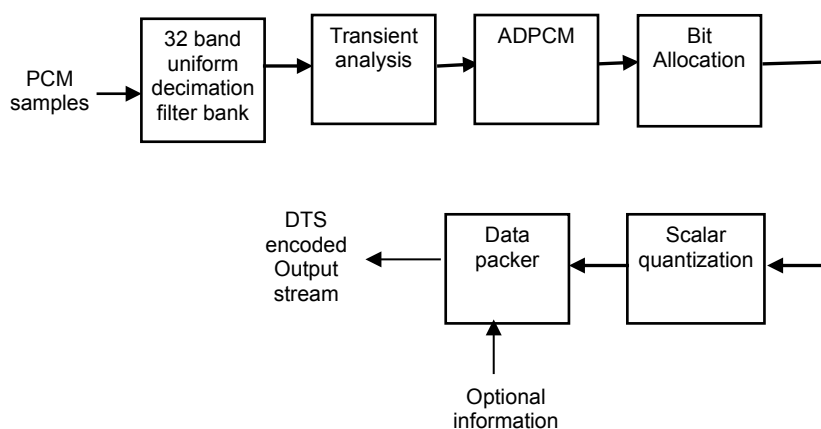 PCM
samples
32 band
uniform
decimation
filter bank
Transient
analysis
ADPCM
Bit
Allocation
DTS
encoded
Output
stream
Data
packer
Scalar
quantization
Optional
information